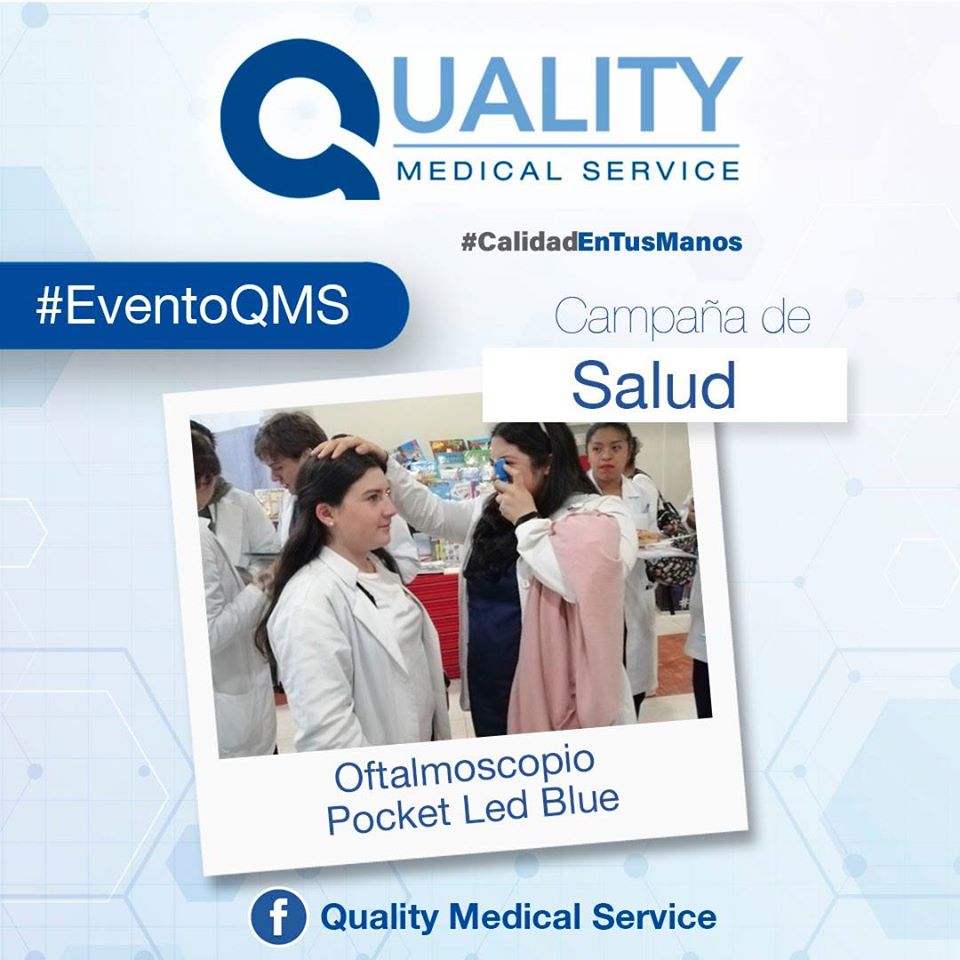 QUALITY
MEDICAL SERVICE
#CalidadEnTusManos
#EventoQMS
Campaña de
Salud
Oftalmoscopio
Pocket Led Blue
f Quality Medical Service